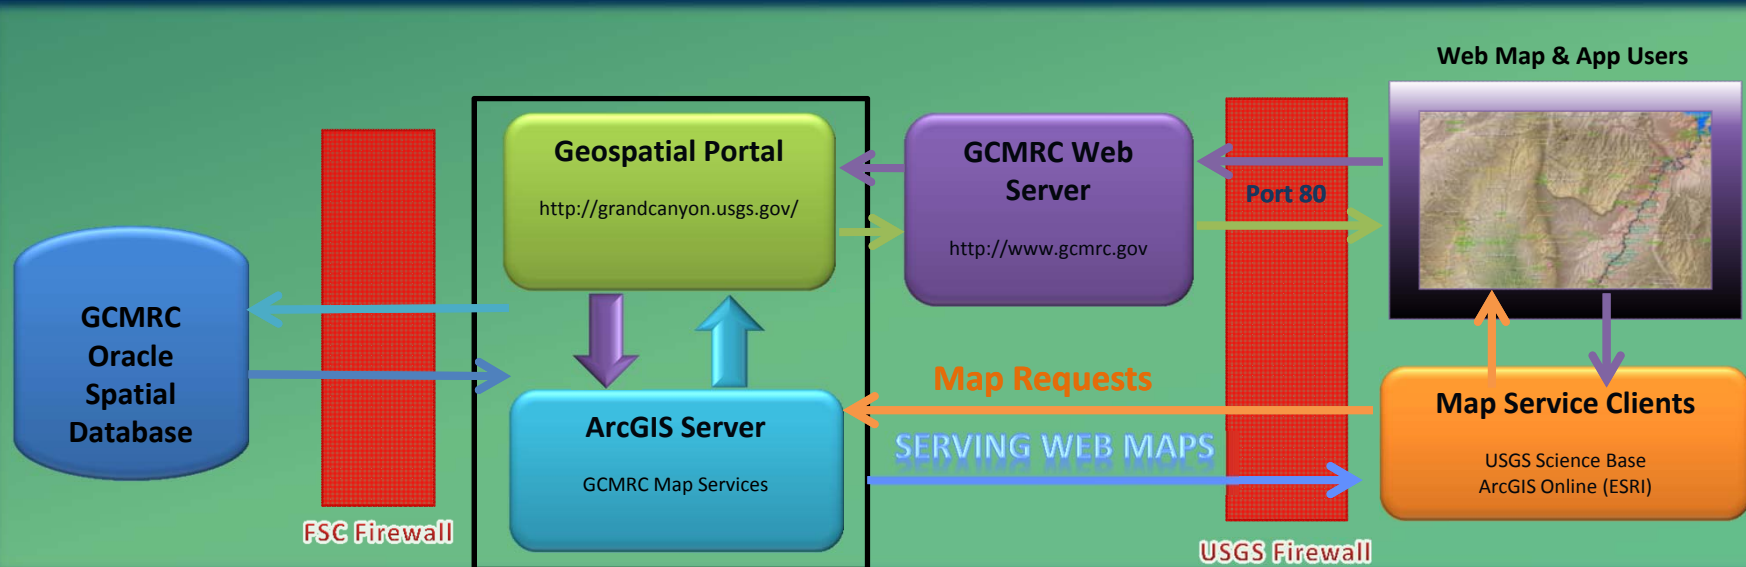 Web Map & App Users
Geospatial Portal
http://grandcanyon.usgs.gov/
GCMRC Web
Server
http://www.gcmrc.gov
Port 80
GCMRC
Oracle
Spatial
Database
Map Requests
ArcGIS Server
GCMRC Map Services
SERVING WEB MAPS
Map Service Clients
USGS Science Base
ArcGIS Online (ESRI)
FSC Firewall
USGS Firewall